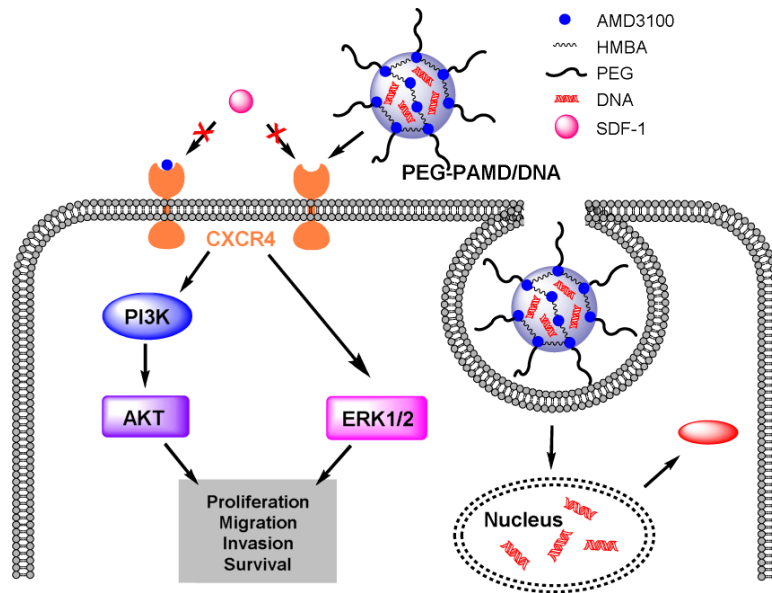 AMD3100
HMBA
PEG
DNA
SDF-1
PEG-PAMD/DNA
CXCR4
PI3K
AKT
ERK1/2
Proliferation
Migration
Invasion
Survival
Nucleus